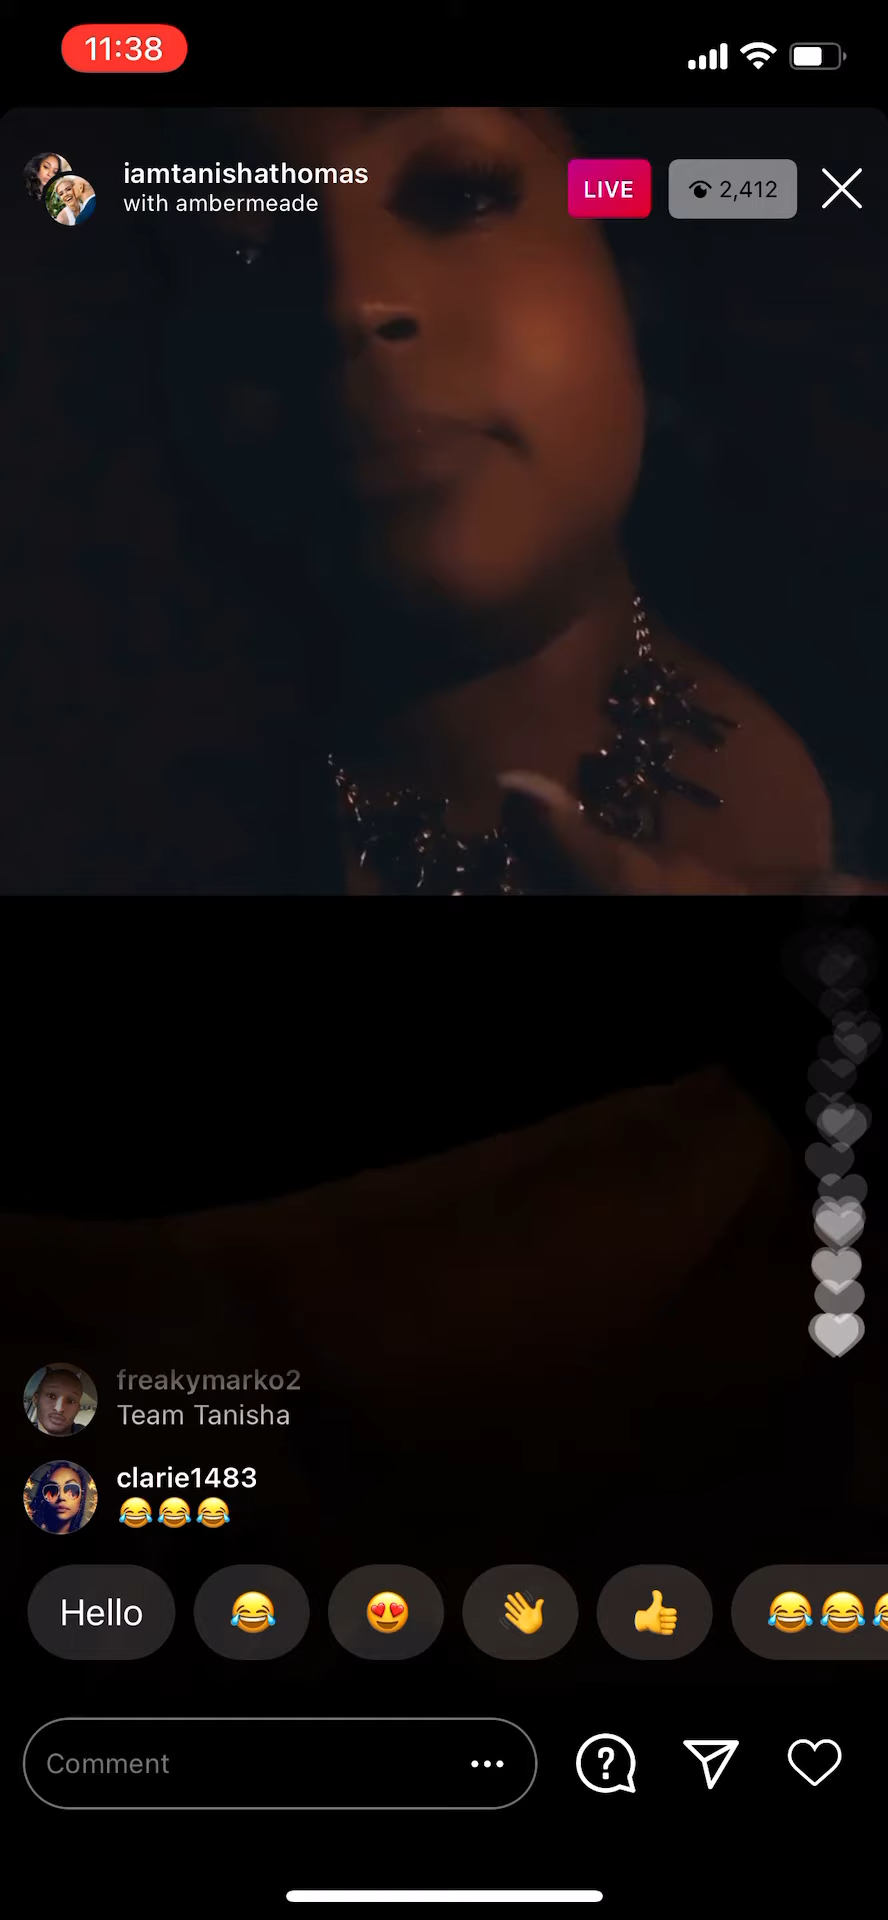 11:38
iamtanishathomas
with ambermeade
LIVE
2,412
freakymarko2
Team Tanisha
clarie1483
😂😂😂
Hello
Comment